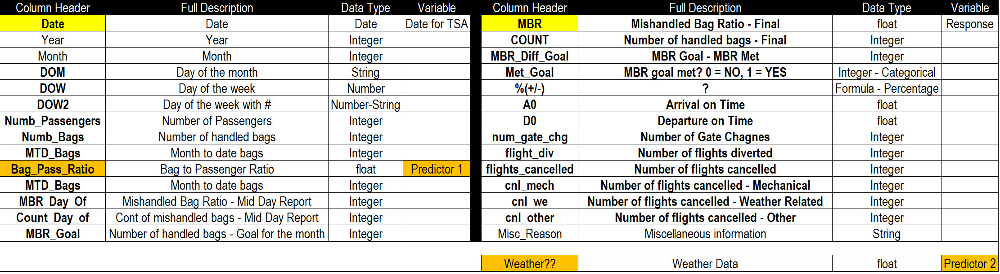 Column Header Full Description Data Type Variable Column Header Full Description Data Type Variable
Date Date Date Date for TSA MBR Mishandled Bag Ratio - Final float Response
Year Year Integer COUNT Number of handled bags - Final Integer
Month Month Integer MBR_Diff_Goal MBR Goal - MBR Met Integer
DOM Day of the month String Met_Goal MBR goal met? 0 = NO, 1 = YES Integer - Categorical
DOW Day of the week Number %(+/-) ? Formula - Percentage
DOW2 Day of the week with # Number-String A0 Arrival on Time float
Numb_Passengers Number of Passengers Integer D0 Departure on Time float
Numb_Bags Number of handled bags Integer num_gate_chg Number of Gate Chagnes Integer
MTD_Bags Month to date bags Integer flight_div Number of flights diverted Integer
Bag_Pass_Ratio Bag to Passenger Ratio float Predictor 1 flights_cancelled Number of flights cancelled Integer
MTD_Bags Month to date bags Integer cnl_mech Number of flights cancelled - Mechanical Integer
MBR_Day_Of Mishandled Bag Ratio - Mid Day Report Integer cnl_we Number of flights cancelled - Weather Related Integer
Count_Day_of Cont of mishandled bags - Mid Day Report Integer cnl_other Number of flights cancelled - Other Integer
MBR_Goal Number of handled bags - Goal for the month Integer Misc_Reason Miscellaneous information String
Weather?? Weather Data float Predictor 2